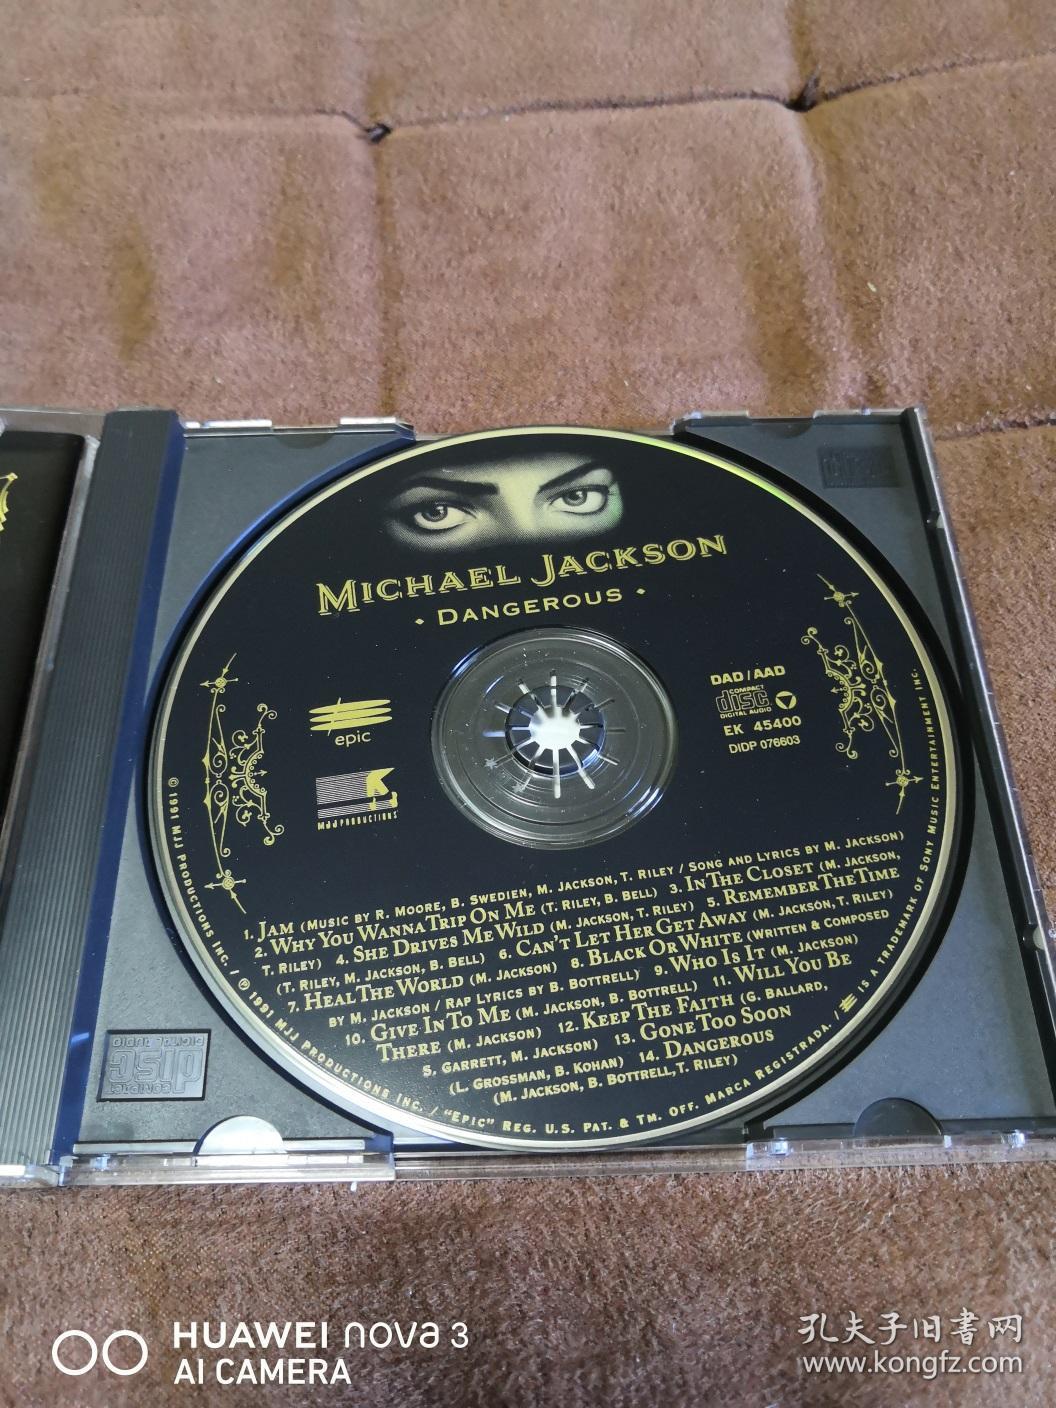 MICHAEL JACKSON
• DANGEROUS •
epic
MJJ PRODUCTIONS
DAD / AAD
COMPACT
disc
DIGITAL AUDIO
EK 45400
DIDP 076603
1. JAM (MUSIC BY R. MOORE, B. SWEDIEN, M. JACKSON, T. RILEY / SONG AND LYRICS BY M. JACKSON)
2. WHY YOU WANNA TRIP ON ME (T. RILEY, B. BELL) 3. IN THE CLOSET (M. JACKSON,
T. RILEY) 4. SHE DRIVES ME WILD (M. JACKSON, T. RILEY) 5. REMEMBER THE TIME
(T. RILEY, M. JACKSON, B. BELL) 6. CAN'T LET HER GET AWAY (M. JACKSON, T. RILEY)
7. HEAL THE WORLD (M. JACKSON) 8. BLACK OR WHITE (WRITTEN & COMPOSED
BY M. JACKSON / RAP LYRICS BY B. BOTTRELL) 9. WHO IS IT (M. JACKSON)
10. GIVE IN TO ME (M. JACKSON, B. BOTTRELL) 11. WILL YOU BE
THERE (M. JACKSON) 12. KEEP THE FAITH (G. BALLARD,
S. GARRETT, M. JACKSON) 13. GONE TOO SOON
(L. GROSSMAN, B. KOHAN) 14. DANGEROUS
(M. JACKSON, B. BOTTRELL, T. RILEY)
© 1991 MJJ PRODUCTIONS INC. / ℗ 1991 MJJ PRODUCTIONS INC. / "EPIC" REG. U.S. PAT. & TM. OFF. MARCA REGISTRADA. / IS A TRADEMARK OF SONY MUSIC ENTERTAINMENT INC.
COMPACT
disc
DIGITAL AUDIO
HUAWEI nova 3
AI CAMERA
孔夫子旧書网
www.kongfz.com